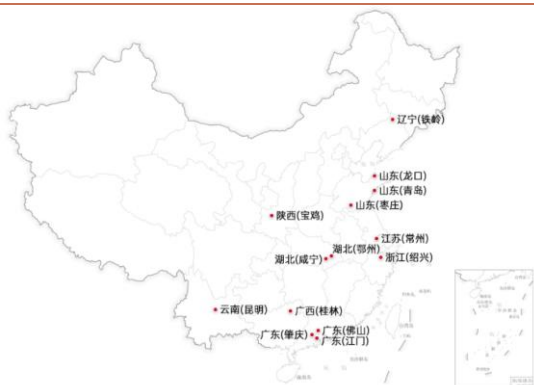 辽宁(铁岭)
山东(龙口)
山东(青岛)
山东(枣庄)
陕西(宝鸡)
江苏(常州)
湖北(鄂州)
湖北(咸宁)
浙江(绍兴)
云南(昆明)
广西(桂林)
广东(佛山)
广东(肇庆)
广东(江门)